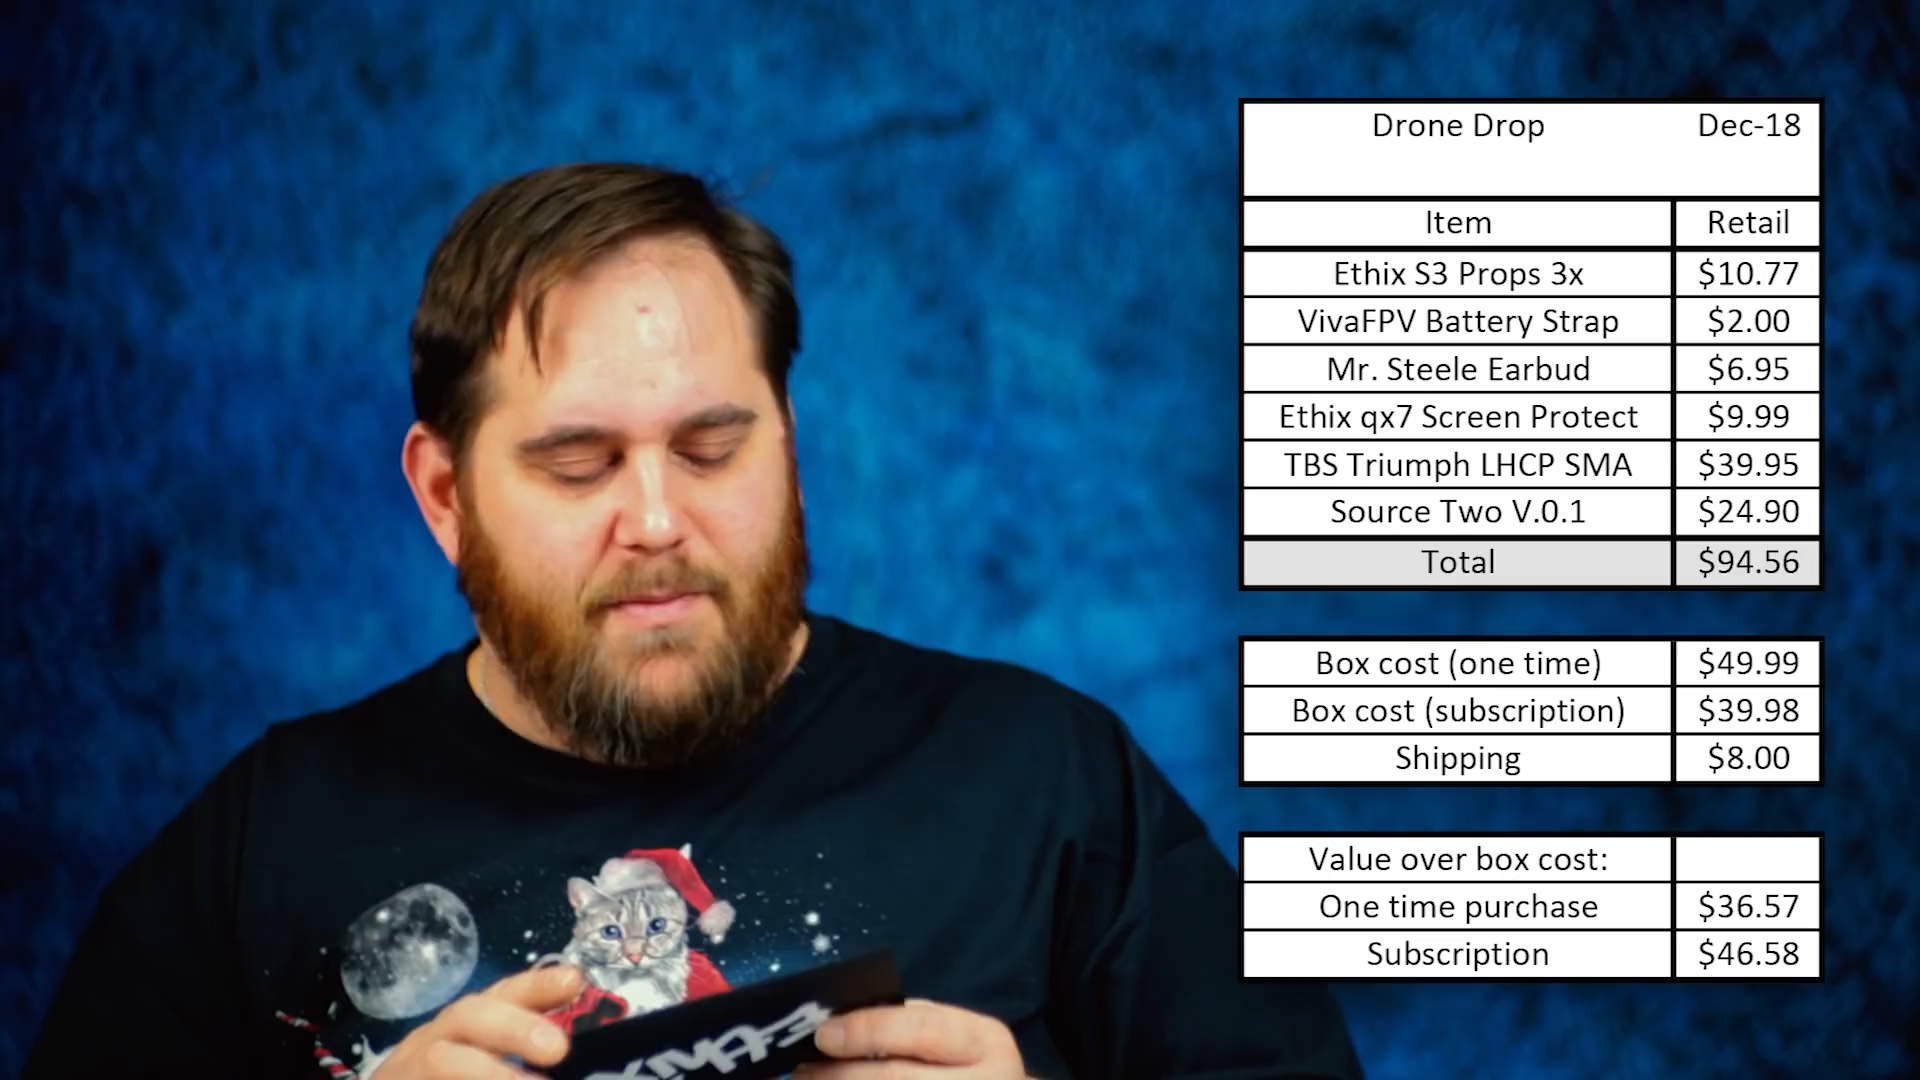 Drone Drop Dec-18
Item Retail
Ethix S3 Props 3x $10.77
VivaFPV Battery Strap $2.00
Mr. Steele Earbud $6.95
Ethix qx7 Screen Protect $9.99
TBS Triumph LHCP SMA $39.95
Source Two V.0.1 $24.90
Total $94.56
Box cost (one time) $49.99
Box cost (subscription) $39.98
Shipping $8.00
Value over box cost:
One time purchase $36.57
Subscription $46.58